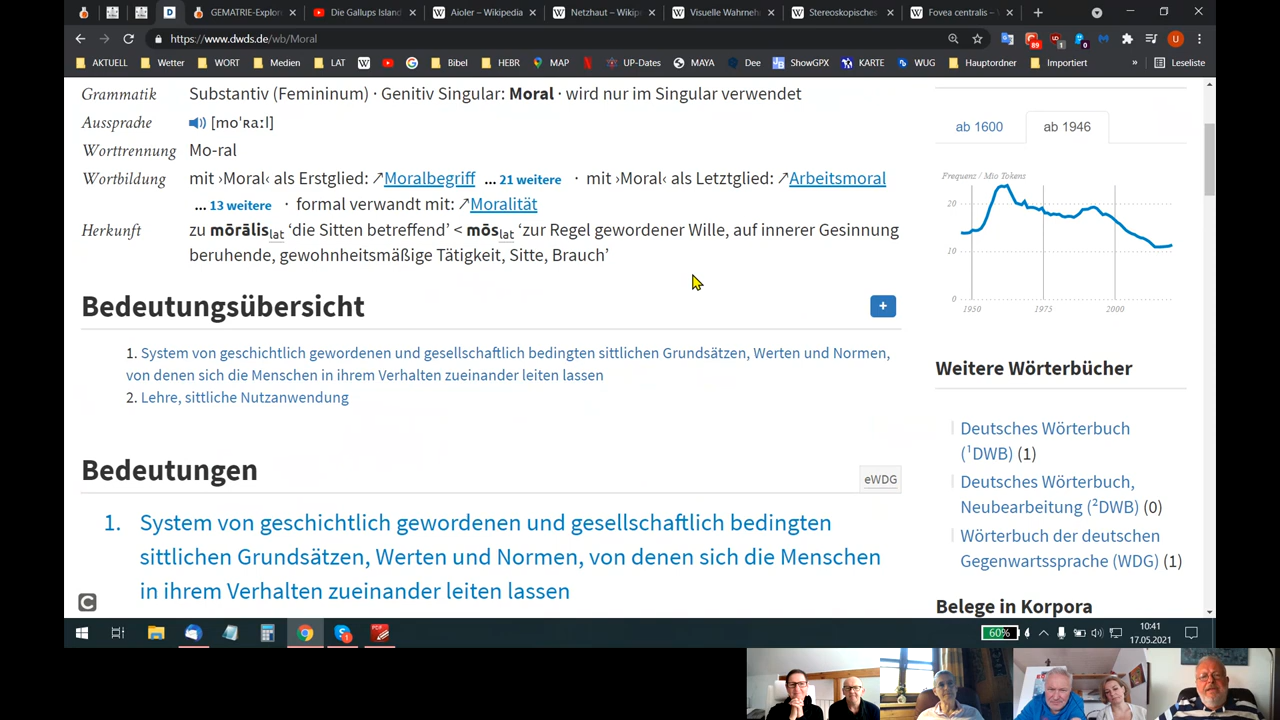 GEMATRIE-Explor
Die Gallups Island
Aioler – Wikipedia
Netzhaut – Wikip
Visuelle Wahrneh
Stereoskopisches
Fovea centralis – W
https://www.dwds.de/wb/Moral
89
1
0
U
AKTUELL
Wetter
WORT
Medien
LAT
Bibel
HEBR
MAP
UP-Dates
MAYA
Dee
ShowGPX
KARTE
WUG
Hauptordner
Importiert
»
Leseliste
Grammatik Substantiv (Femininum) · Genitiv Singular: Moral · wird nur im Singular verwendet
Aussprache [moˈʀaːl]
Worttrennung Mo-ral
Wortbildung mit ›Moral‹ als Erstglied: ↗Moralbegriff ... 21 weitere · mit ›Moral‹ als Letztglied: ↗Arbeitsmoral
... 13 weitere · formal verwandt mit: ↗Moralität
Herkunft zu mōrālis lat ‘die Sitten betreffend’ < mōs lat ‘zur Regel gewordener Wille, auf innerer Gesinnung
beruhende, gewohnheitsmäßige Tätigkeit, Sitte, Brauch’
Bedeutungsübersicht
+
1. System von geschichtlich gewordenen und gesellschaftlich bedingten sittlichen Grundsätzen, Werten und Normen,
von denen sich die Menschen in ihrem Verhalten zueinander leiten lassen
2. Lehre, sittliche Nutzanwendung
Bedeutungen
eWDG
1. System von geschichtlich gewordenen und gesellschaftlich bedingten
sittlichen Grundsätzen, Werten und Normen, von denen sich die Menschen
in ihrem Verhalten zueinander leiten lassen
ab 1600
ab 1946
Frequenz / Mio Tokens
20
10
0
1950 1975 2000
Weitere Wörterbücher
Deutsches Wörterbuch
(¹DWB) (1)
Deutsches Wörterbuch,
Neubearbeitung (²DWB) (0)
Wörterbuch der deutschen
Gegenwartssprache (WDG) (1)
Belege in Korpora
60%
10:41
17.05.2021